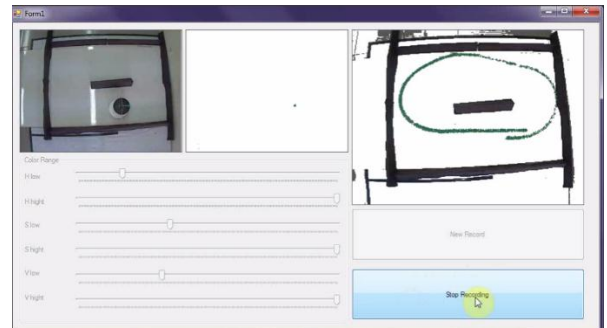 Form1
Color Range
H low
H hight
S low
S hight
V low
V hight
New Record
Stop Recording